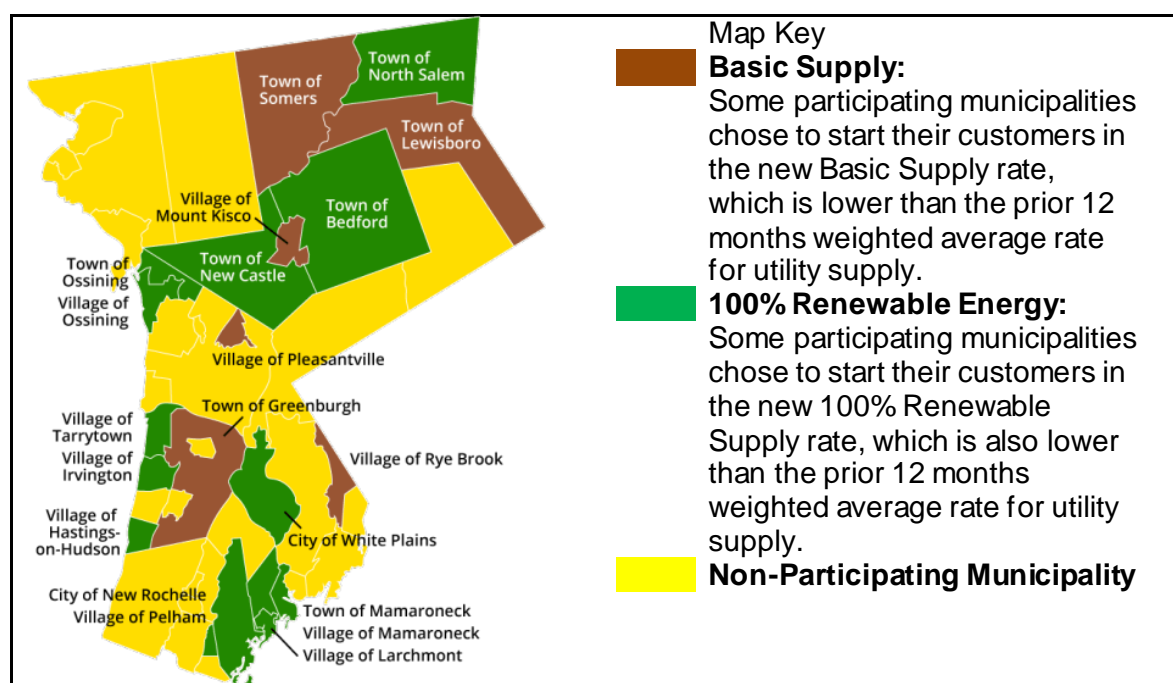 Town of
North Salem
Town of
Somers
Town of
Lewisboro
Village of
Mount Kisco
Town of
Bedford
Town of
New Castle
Town of
Ossining
Village of
Ossining
Village of Pleasantville
Town of Greenburgh
Village of
Tarrytown
Village of
Irvington
Village of Rye Brook
Village of
Hastings-
on-Hudson
City of White Plains
City of New Rochelle
Village of Pelham
Town of Mamaroneck
Village of Mamaroneck
Village of Larchmont
Map Key
Basic Supply:
Some participating municipalities
chose to start their customers in
the new Basic Supply rate,
which is lower than the prior 12
months weighted average rate
for utility supply.
100% Renewable Energy:
Some participating municipalities
chose to start their customers in
the new 100% Renewable
Supply rate, which is also lower
than the prior 12 months
weighted average rate for utility
supply.
Non-Participating Municipality